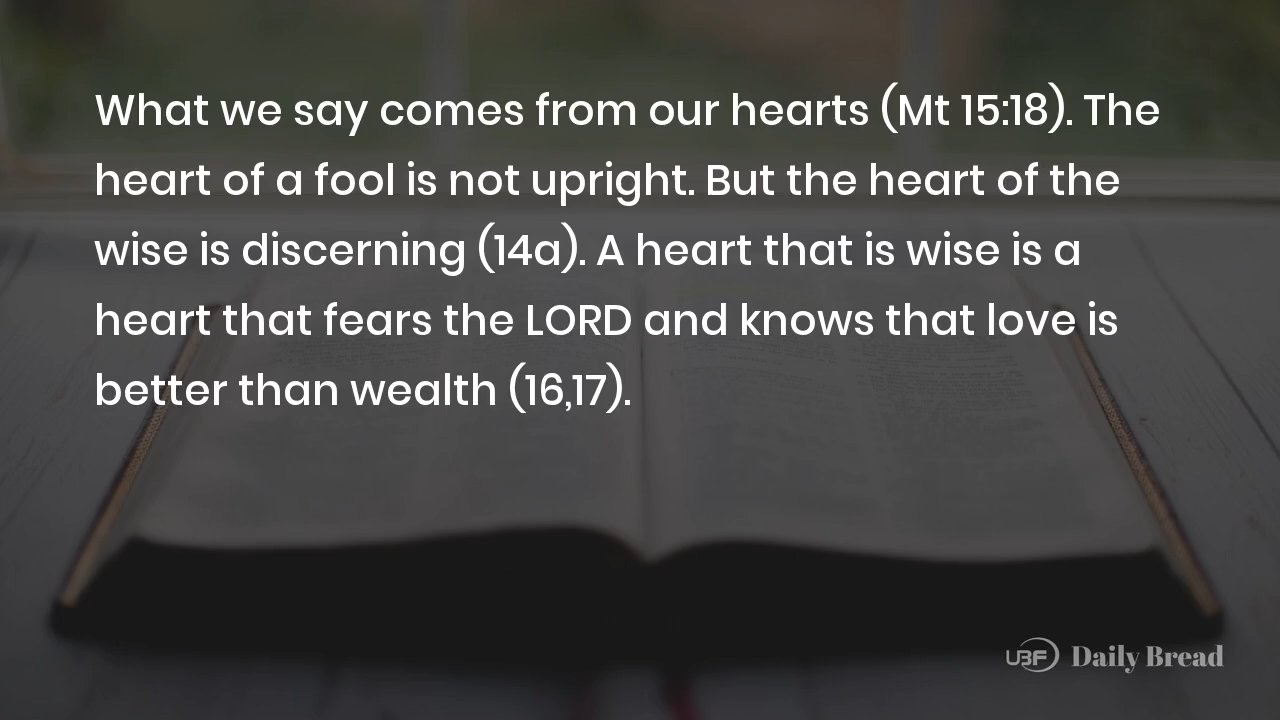 What we say comes from our hearts (Mt 15:18). The
heart of a fool is not upright. But the heart of the
wise is discerning (14a). A heart that is wise is a
heart that fears the LORD and knows that love is
better than wealth (16,17).
UBF Daily Bread